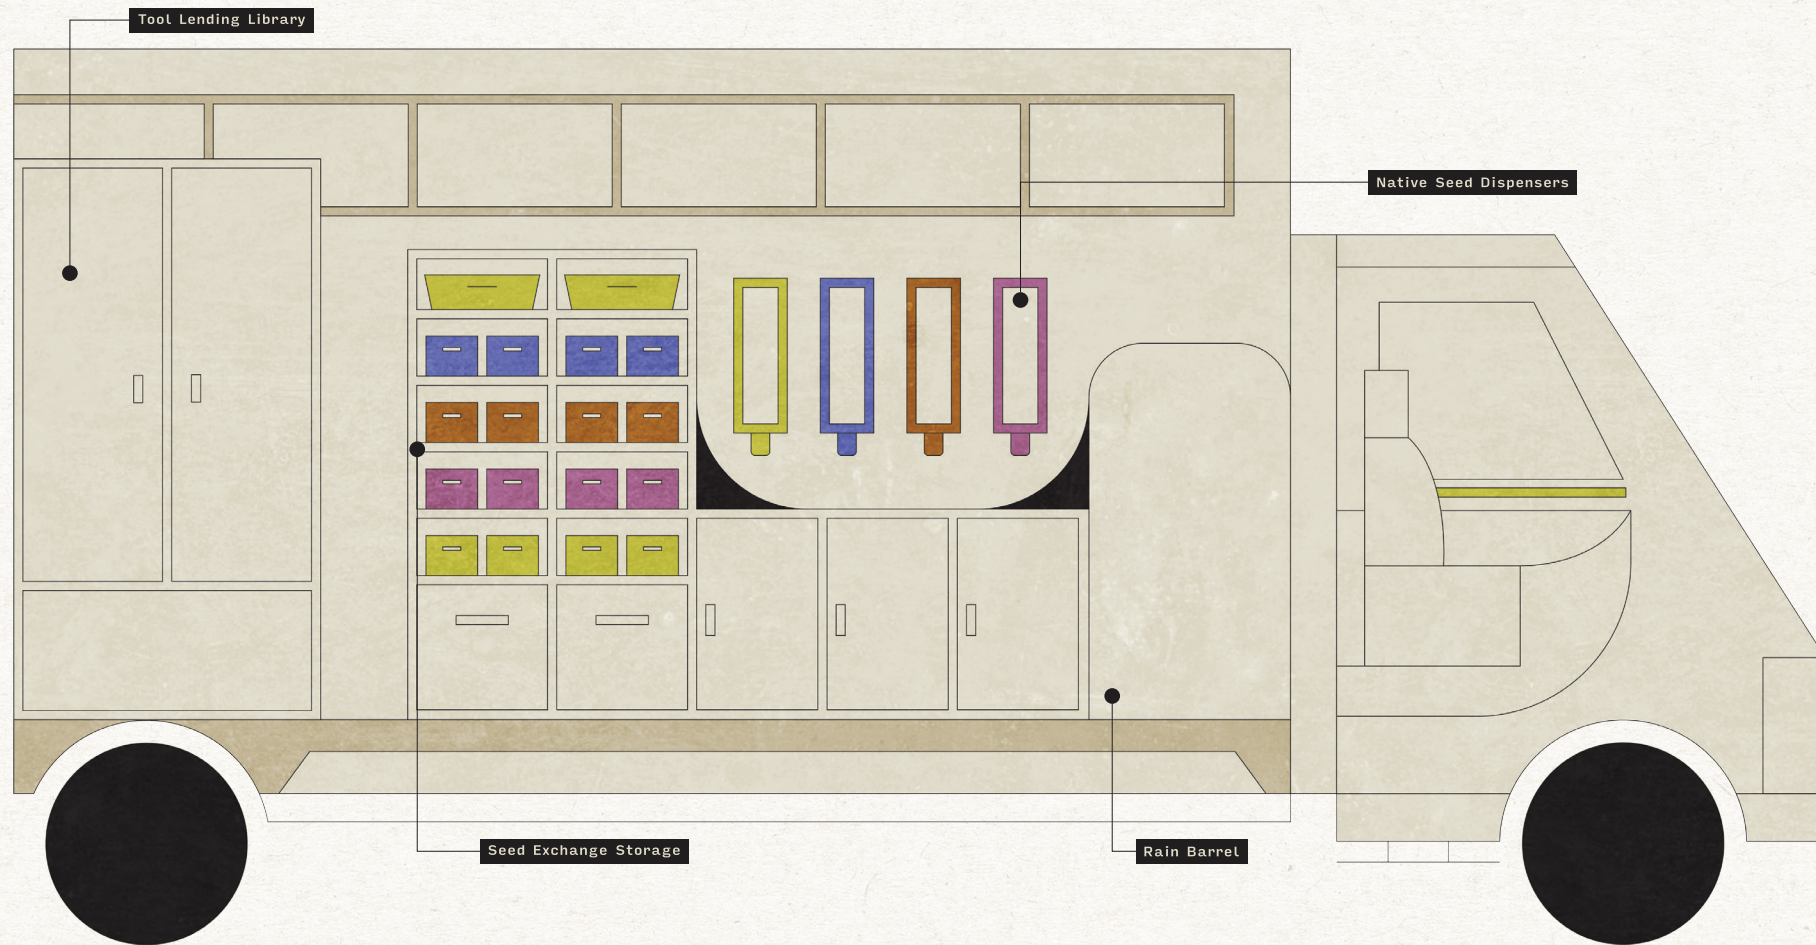 Tool Lending Library
Native Seed Dispensers
Seed Exchange Storage
Rain Barrel